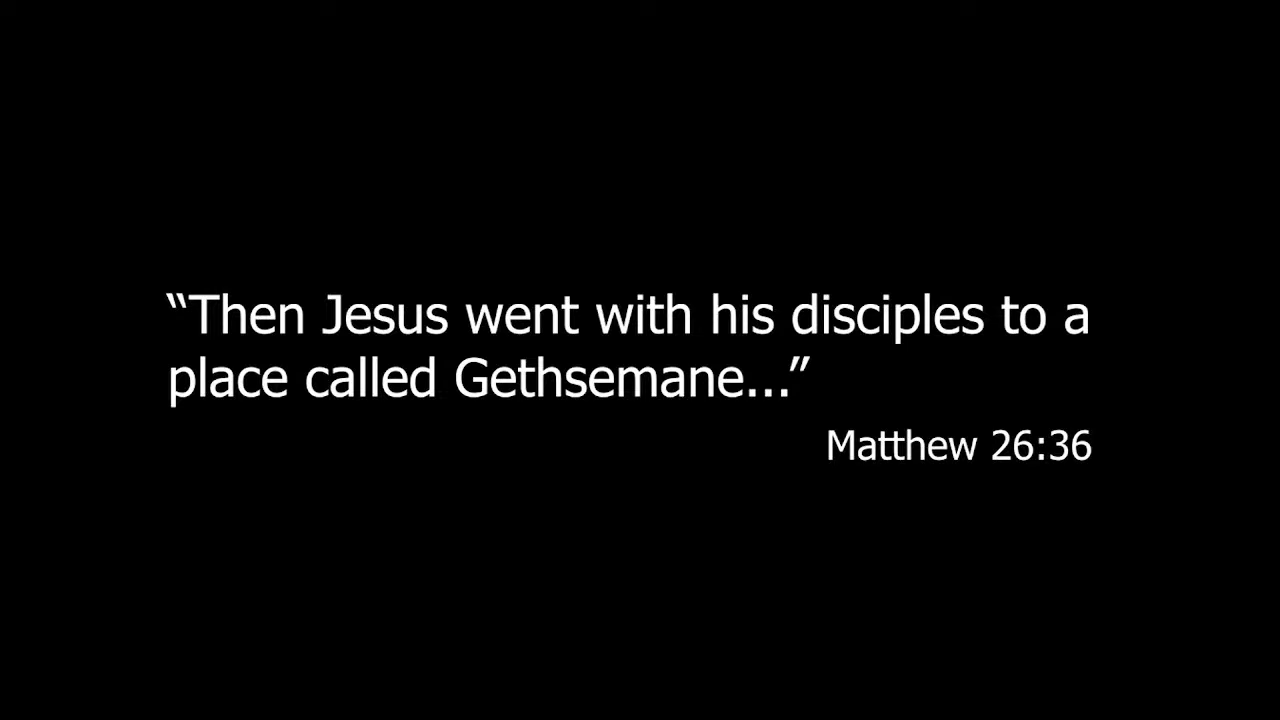 “Then Jesus went with his disciples to a
place called Gethsemane...”
Matthew 26:36